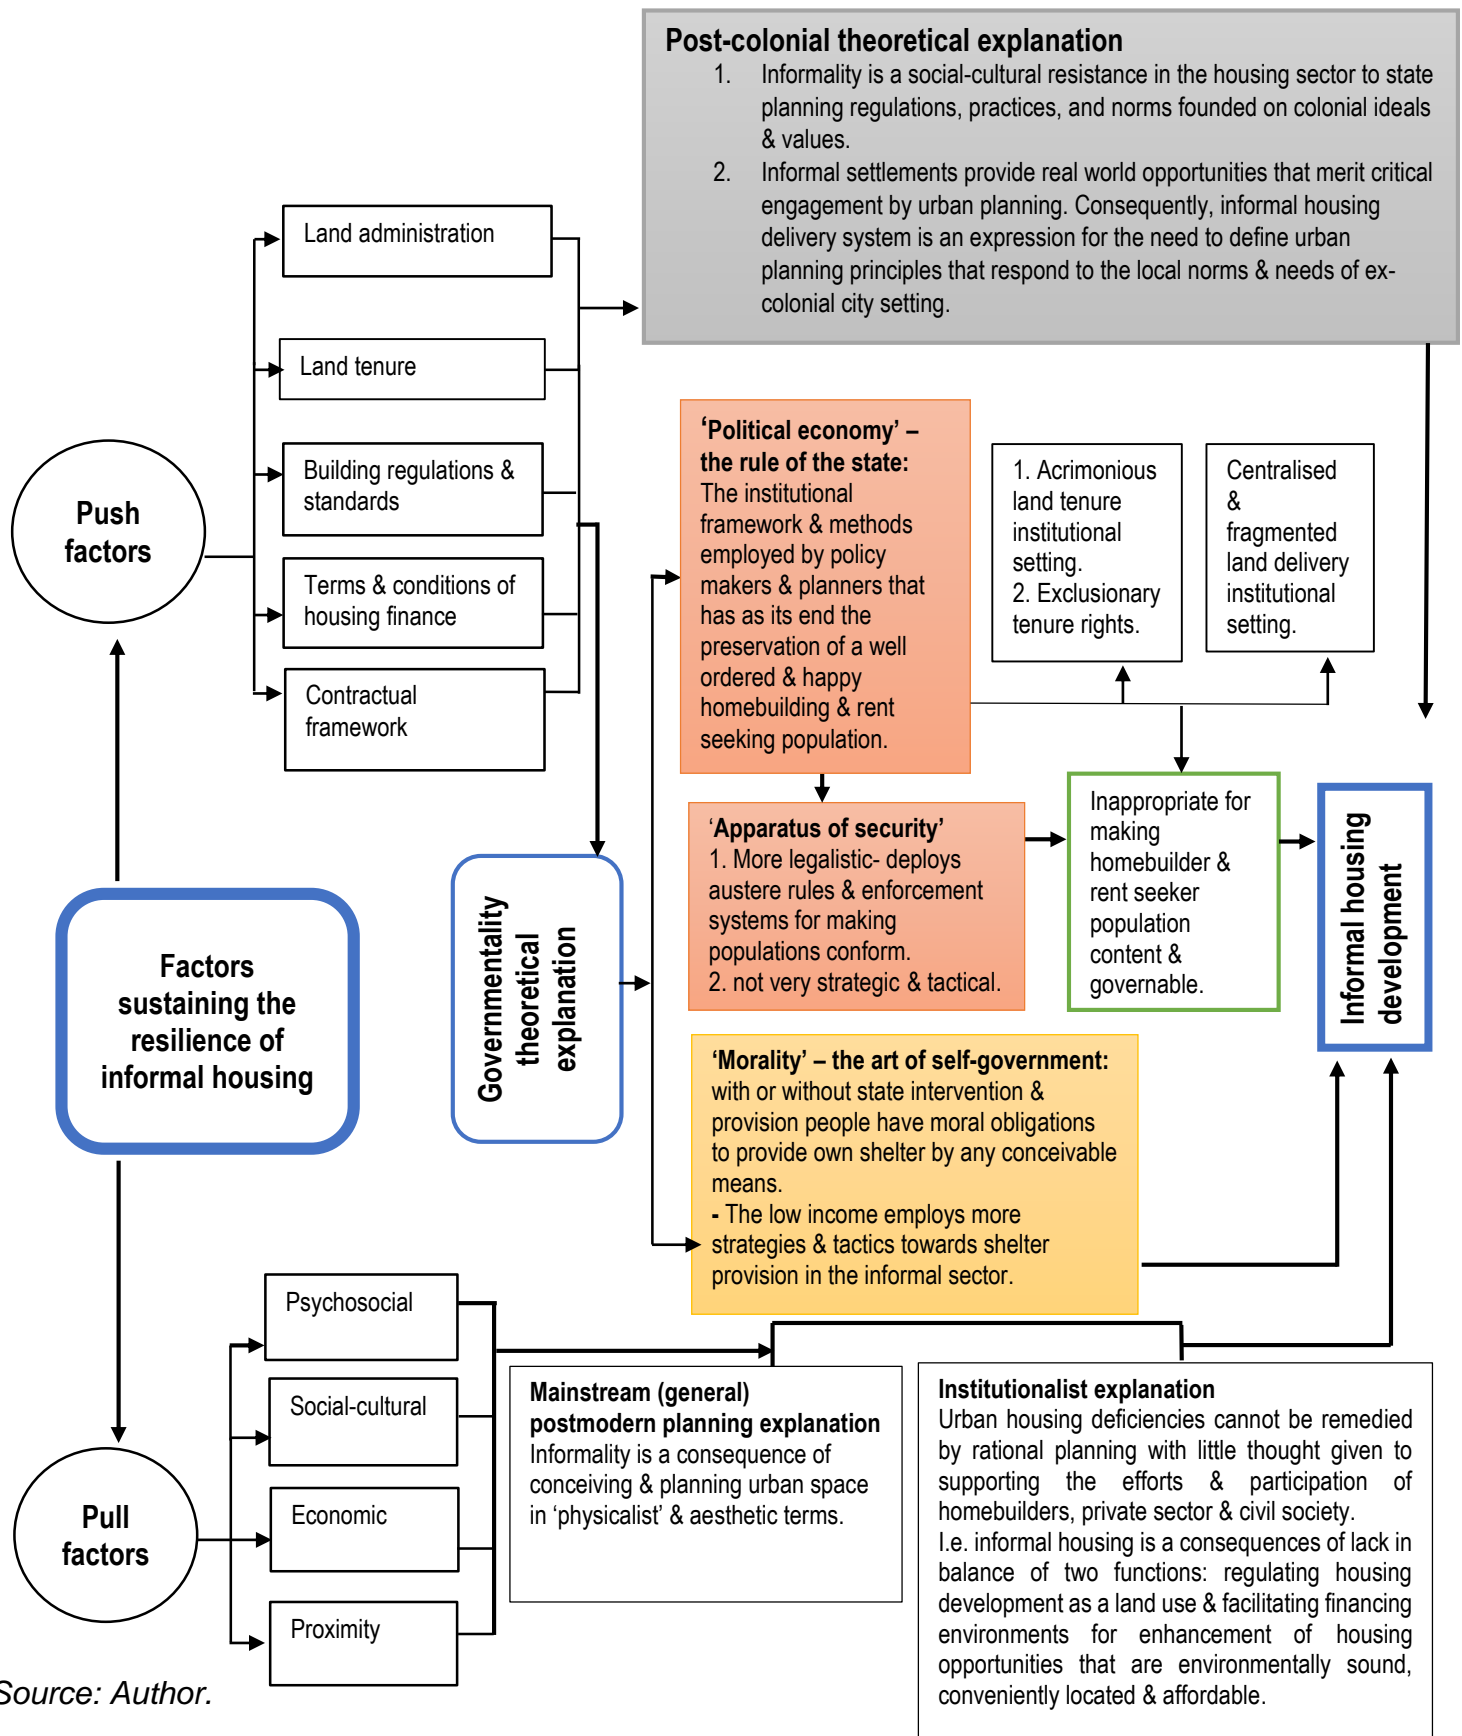 Post-colonial theoretical explanation
1. Informality is a social-cultural resistance in the housing sector to state
planning regulations, practices, and norms founded on colonial ideals
& values.
2. Informal settlements provide real world opportunities that merit critical
engagement by urban planning. Consequently, informal housing
delivery system is an expression for the need to define urban
planning principles that respond to the local norms & needs of ex-
colonial city setting.
Land administration
Land tenure
Building regulations &
standards
Terms & conditions of
housing finance
Contractual
framework
Push
factors
‘Political economy’ –
the rule of the state:
The institutional
framework & methods
employed by policy
makers & planners that
has as its end the
preservation of a well
ordered & happy
homebuilding & rent
seeking population.
1. Acrimonious
land tenure
institutional
setting.
2. Exclusionary
tenure rights.
Centralised
&
fragmented
land delivery
institutional
setting.
‘Apparatus of security’
1. More legalistic- deploys
austere rules & enforcement
systems for making
populations conform.
2. not very strategic & tactical.
Inappropriate for
making
homebuilder &
rent seeker
population
content &
governable.
Informal housing
development
Factors
sustaining the
resilience of
informal housing
Governmentality
theoretical
explanation
‘Morality’ – the art of self-government:
with or without state intervention &
provision people have moral obligations
to provide own shelter by any conceivable
means.
- The low income employs more
strategies & tactics towards shelter
provision in the informal sector.
Psychosocial
Social-cultural
Economic
Proximity
Pull
factors
Mainstream (general)
postmodern planning explanation
Informality is a consequence of
conceiving & planning urban space
in ‘physicalist’ & aesthetic terms.
Institutionalist explanation
Urban housing deficiencies cannot be remedied
by rational planning with little thought given to
supporting the efforts & participation of
homebuilders, private sector & civil society.
I.e. informal housing is a consequences of lack in
balance of two functions: regulating housing
development as a land use & facilitating financing
environments for enhancement of housing
opportunities that are environmentally sound,
conveniently located & affordable.
Source: Author.